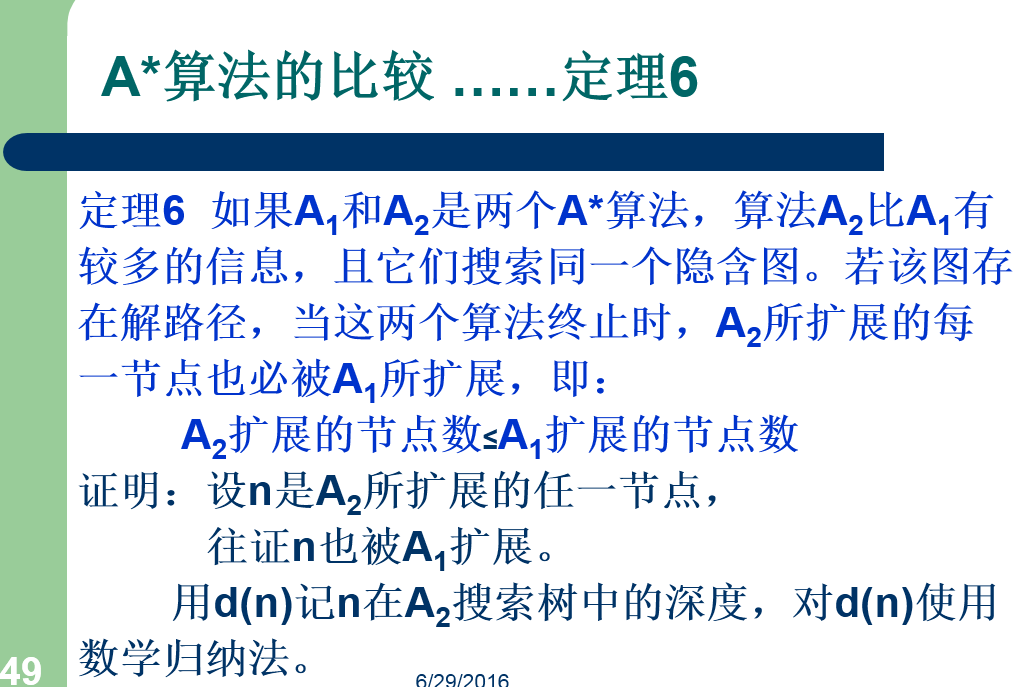 A*算法的比较 ……定理6
定理6 如果A₁和A₂是两个A*算法，算法A₂比A₁有
较多的信息，且它们搜索同一个隐含图。若该图存
在解路径，当这两个算法终止时，A₂所扩展的每
一节点也必被A₁所扩展，即：
A₂扩展的节点数≤A₁扩展的节点数
证明：设n是A₂所扩展的任一节点，
往证n也被A₁扩展。
用d(n)记n在A₂搜索树中的深度，对d(n)使用
数学归纳法。
49
6/29/2016